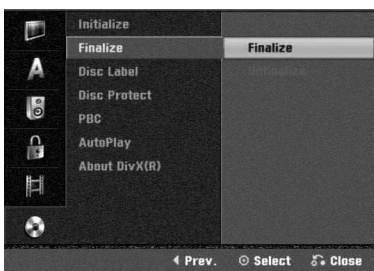 Initialize
Finalize
Finalize
Disc Label
Unfinalize
Disc Protect
PBC
AutoPlay
About DivX(R)
Prev. Select Close